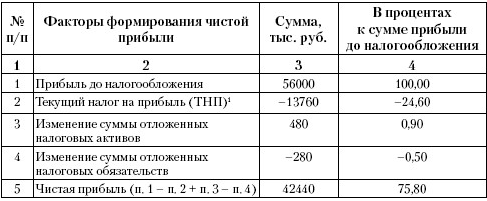 № п/п
Факторы формирования чистой прибыли
Сумма, тыс. руб.
В процентах к сумме прибыли до налогообложения
1 2 3 4
1 Прибыль до налогообложения 56000 100,00
2 Текущий налог на прибыль (ТНП)¹ −13760 −24,60
3 Изменение суммы отложенных налоговых активов 480 0,90
4 Изменение суммы отложенных налоговых обязательств −280 −0,50
5 Чистая прибыль (п. 1 − п. 2 + п. 3 − п. 4) 42440 75,80